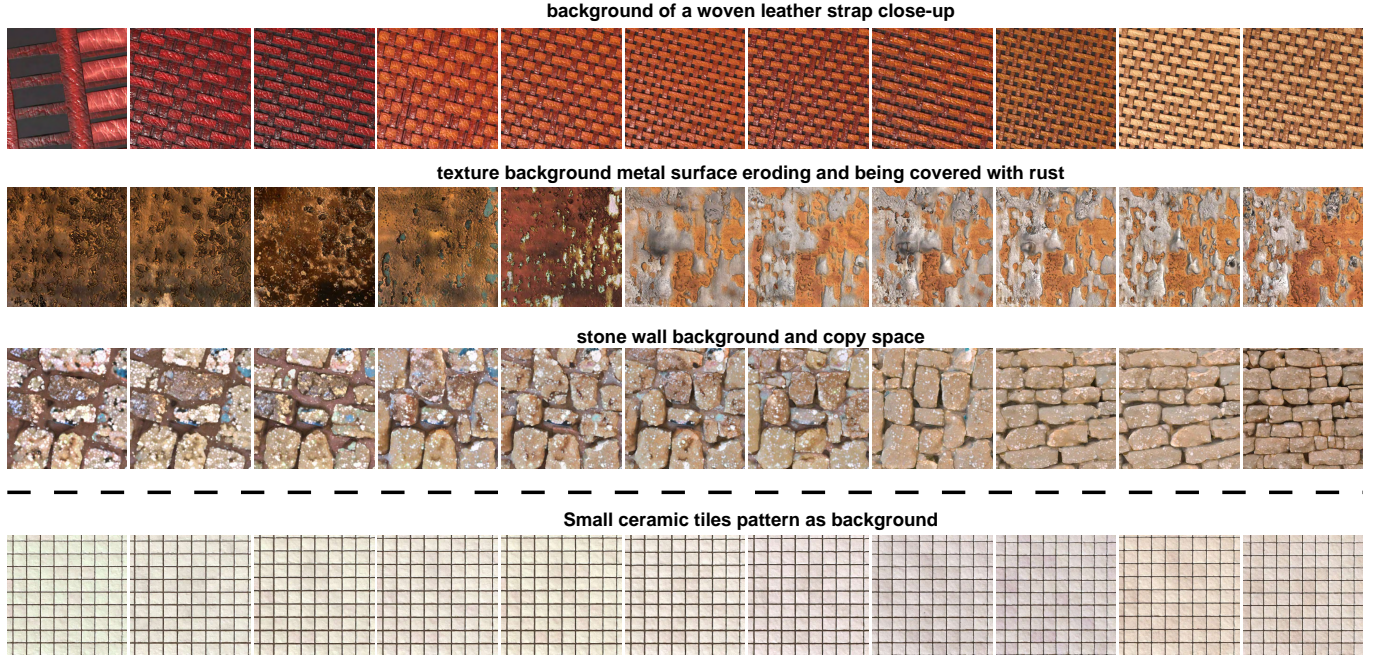 background of a woven leather strap close-up
texture background metal surface eroding and being covered with rust
stone wall background and copy space
Small ceramic tiles pattern as background